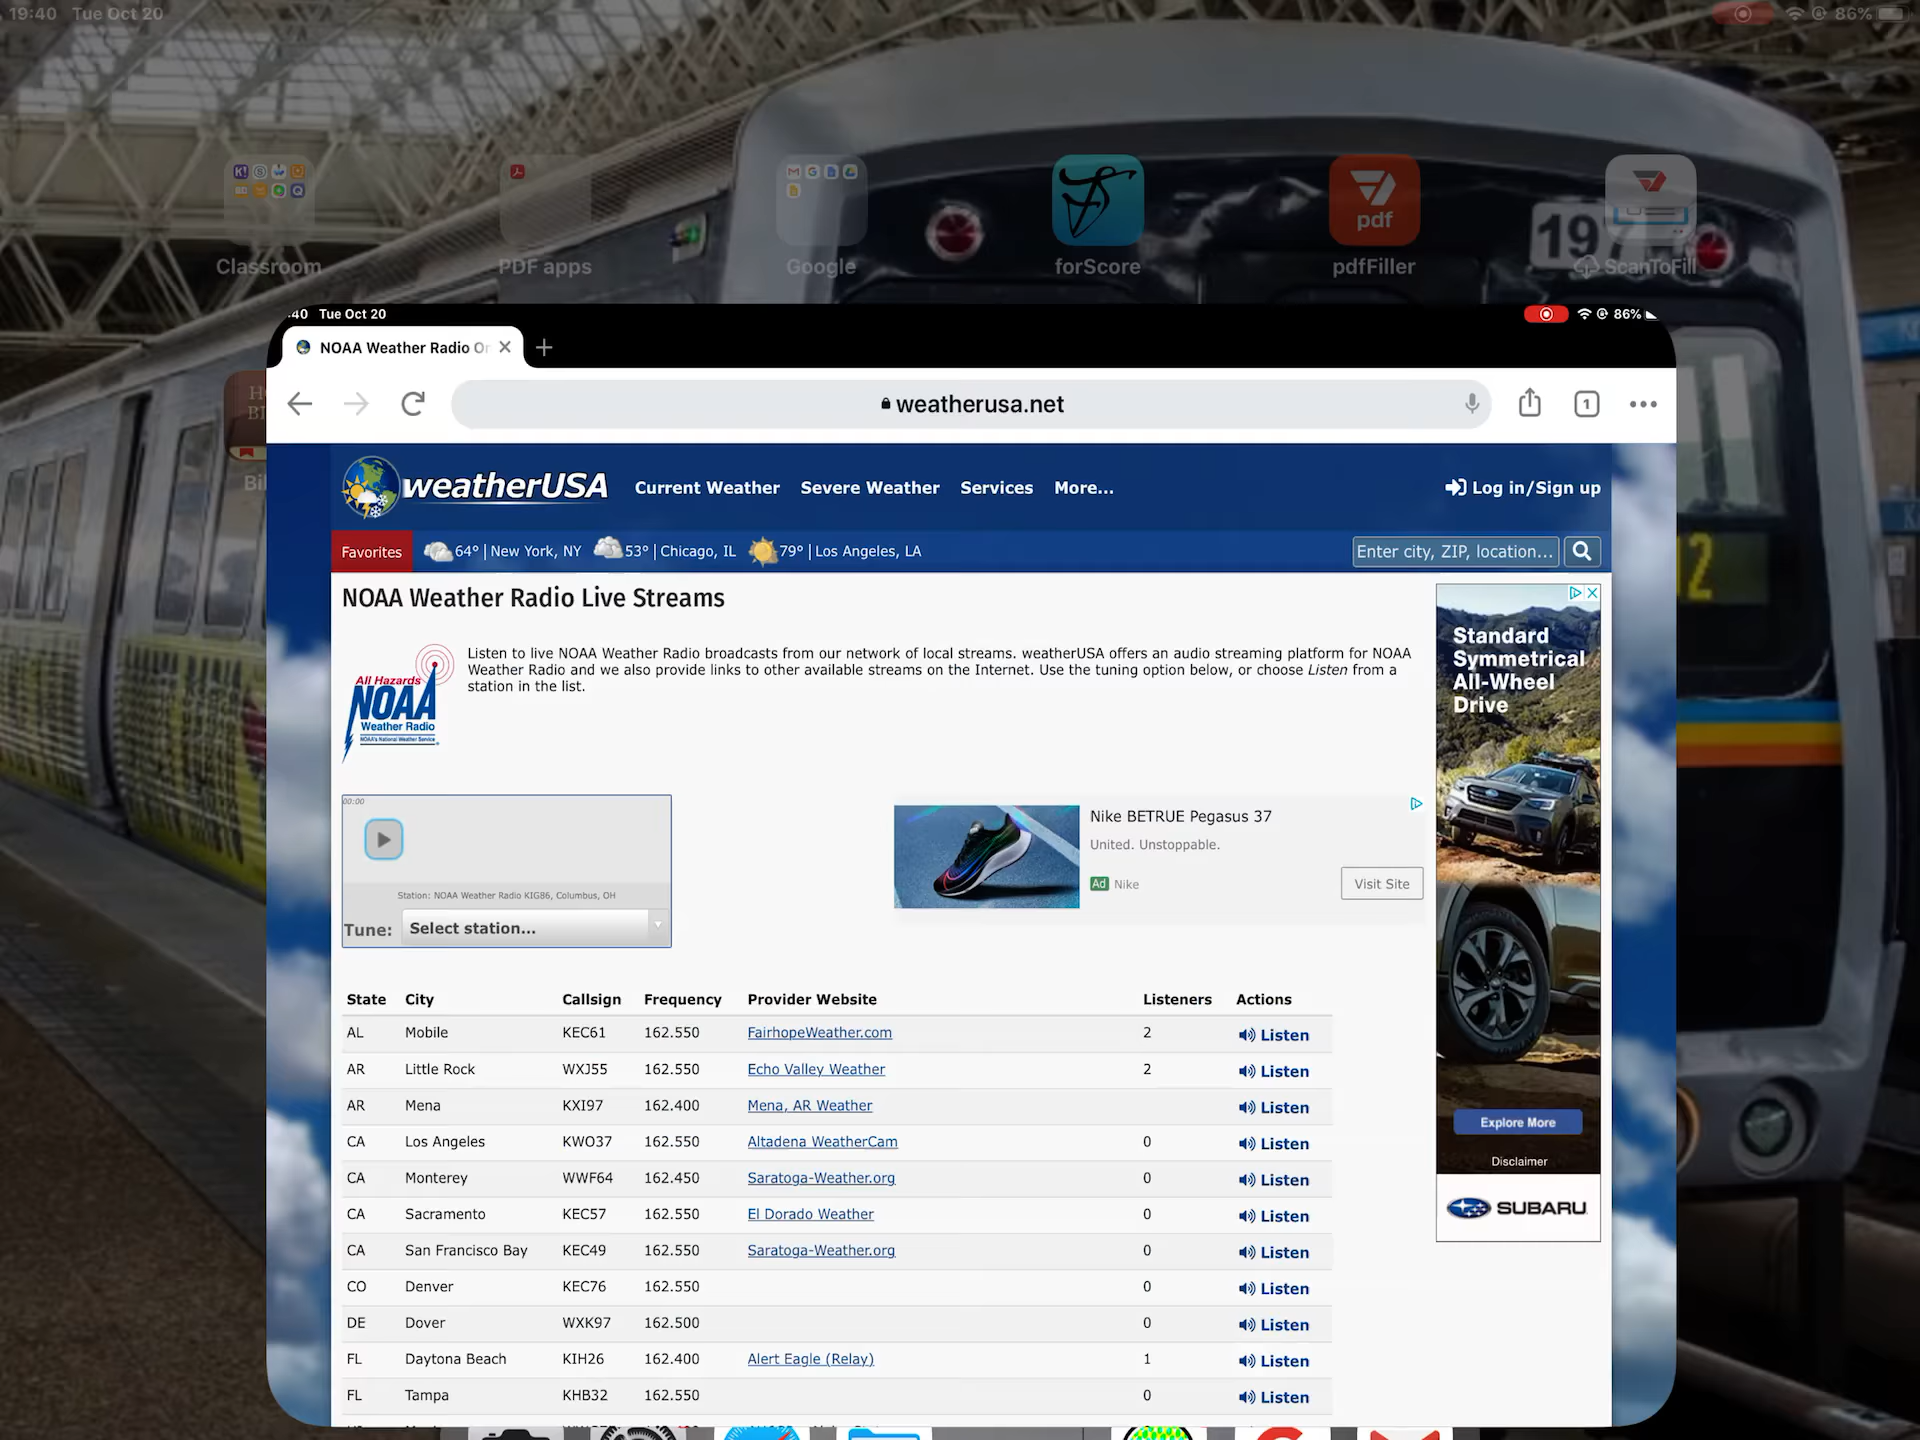 19:40 Tue Oct 20
86%
Classroom
PDF apps
Google
forScore
pdf
pdfFiller
197
ScanToFill
:40 Tue Oct 20
86%
NOAA Weather Radio
weatherusa.net
1
weatherUSA
Current Weather
Severe Weather
Services
More...
Log in/Sign up
Favorites
64° | New York, NY
53° | Chicago, IL
79° | Los Angeles, LA
Enter city, ZIP, location...
NOAA Weather Radio Live Streams
All Hazards
NOAA
Weather Radio
NOAA's National Weather Service
Listen to live NOAA Weather Radio broadcasts from our network of local streams. weatherUSA offers an audio streaming platform for NOAA
Weather Radio and we also provide links to other available streams on the Internet. Use the tuning option below, or choose Listen from a
station in the list.
00:00
Station: NOAA Weather Radio KIG86, Columbus, OH
Tune: Select station...
Nike BETRUE Pegasus 37
United. Unstoppable.
Ad Nike
Visit Site
Standard
Symmetrical
All-Wheel
Drive
Explore More
Disclaimer
SUBARU
State City Callsign Frequency Provider Website Listeners Actions
AL Mobile KEC61 162.550 FairhopeWeather.com 2 Listen
AR Little Rock WXJ55 162.550 Echo Valley Weather 2 Listen
AR Mena KXI97 162.400 Mena, AR Weather Listen
CA Los Angeles KWO37 162.550 Altadena WeatherCam 0 Listen
CA Monterey WWF64 162.450 Saratoga-Weather.org 0 Listen
CA Sacramento KEC57 162.550 El Dorado Weather 0 Listen
CA San Francisco Bay KEC49 162.550 Saratoga-Weather.org 0 Listen
CO Denver KEC76 162.550 0 Listen
DE Dover WXK97 162.500 0 Listen
FL Daytona Beach KIH26 162.400 Alert Eagle (Relay) 1 Listen
FL Tampa KHB32 162.550 0 Listen